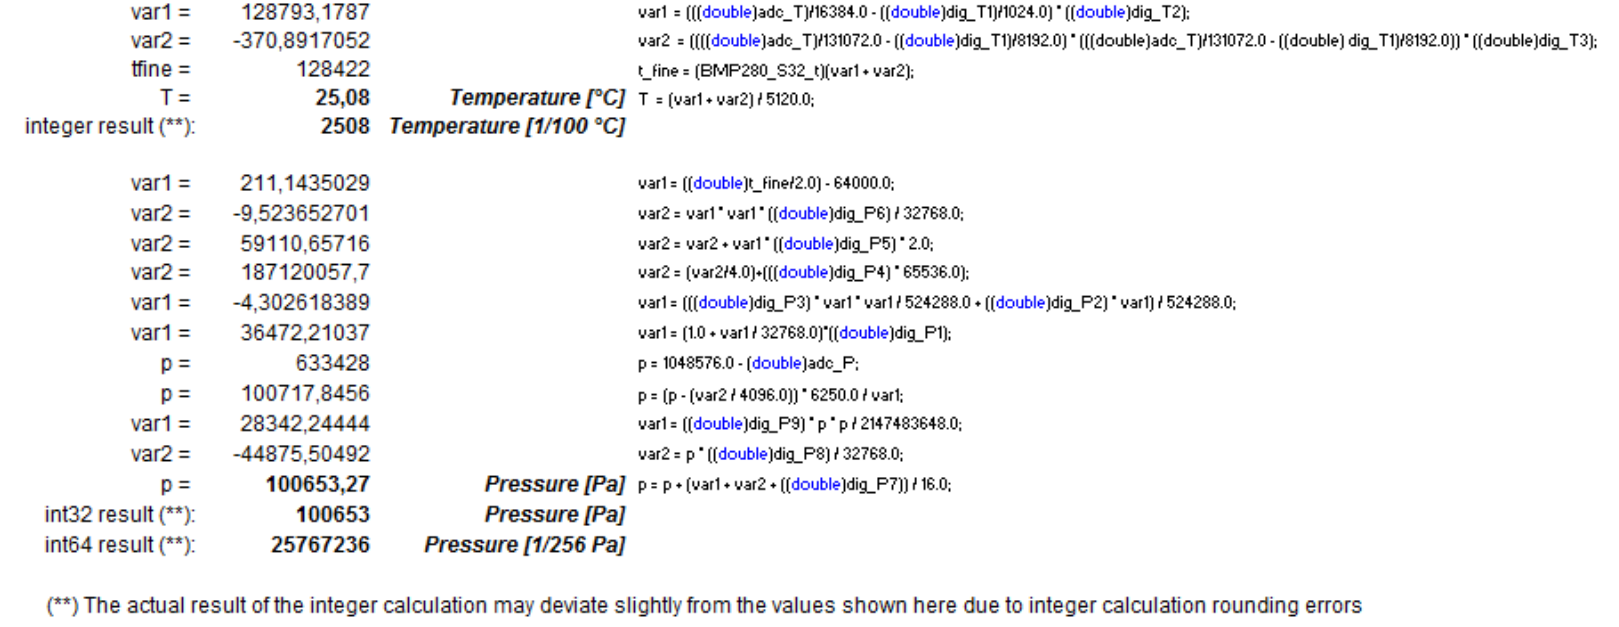 var1 = 128793,1787 var1 = (((double)adc_T)/16384.0 - ((double)dig_T1)/1024.0) * ((double)dig_T2);
var2 = -370,8917052 var2 = ((((double)adc_T)/131072.0 - ((double)dig_T1)/8192.0) * (((double)adc_T)/131072.0 - ((double) dig_T1)/8192.0)) * ((double)dig_T3);
tfine = 128422 t_fine = (BMP280_S32_t)(var1 + var2);
T = 25,08 Temperature [°C] T = (var1 + var2) / 5120.0;
integer result (**): 2508 Temperature [1/100 °C]
var1 = 211,1435029 var1 = ((double)t_fine/2.0) - 64000.0;
var2 = -9,523652701 var2 = var1 * var1 * ((double)dig_P6) / 32768.0;
var2 = 59110,65716 var2 = var2 + var1 * ((double)dig_P5) * 2.0;
var2 = 187120057,7 var2 = (var2/4.0)+(((double)dig_P4) * 65536.0);
var1 = -4,302618389 var1 = (((double)dig_P3) * var1 * var1 / 524288.0 + ((double)dig_P2) * var1) / 524288.0;
var1 = 36472,21037 var1 = (1.0 + var1 / 32768.0)*((double)dig_P1);
p = 633428 p = 1048576.0 - (double)adc_P;
p = 100717,8456 p = (p - (var2 / 4096.0)) * 6250.0 / var1;
var1 = 28342,24444 var1 = ((double)dig_P9) * p * p / 2147483648.0;
var2 = -44875,50492 var2 = p * ((double)dig_P8) / 32768.0;
p = 100653,27 Pressure [Pa] p = p + (var1 + var2 + ((double)dig_P7)) / 16.0;
int32 result (**): 100653 Pressure [Pa]
int64 result (**): 25767236 Pressure [1/256 Pa]
(**) The actual result of the integer calculation may deviate slightly from the values shown here due to integer calculation rounding errors